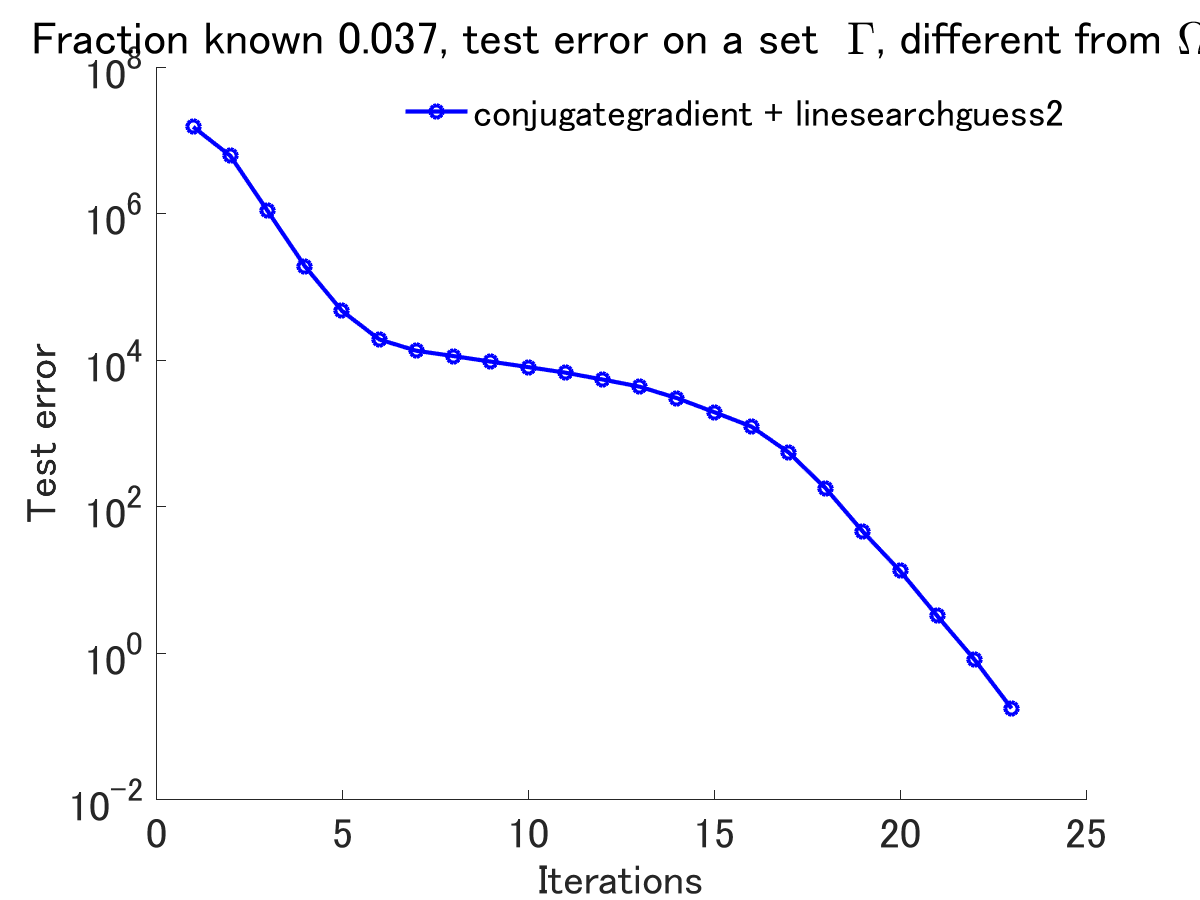 Fraction known 0.037, test error on a set Γ, different from Ω
10^8
conjugategradient + linesearchguess2
10^6
10^4
Test error
10^2
10^0
10^−2
0 5 10 15 20 25
Iterations